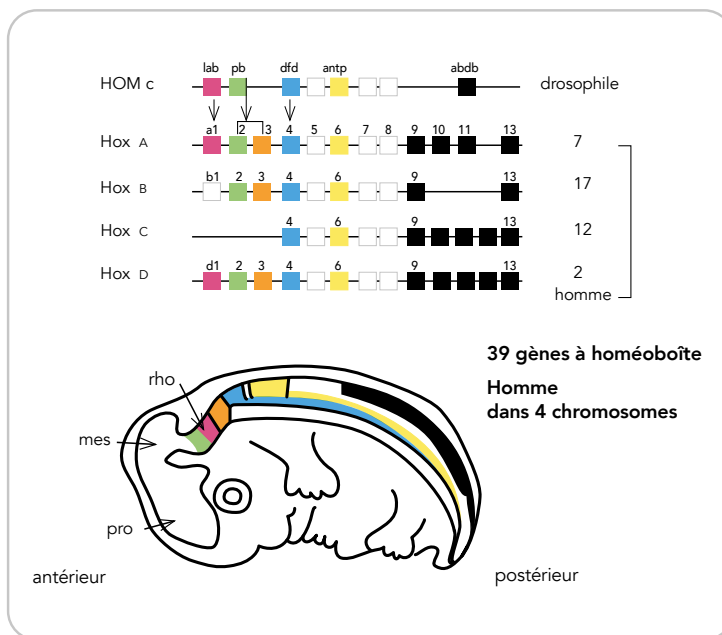 lab pb dfd antp abdb
HOM c drosophile
a1 2 3 4 5 6 7 8 9 10 11 13
Hox A 7
b1 2 3 4 6 9 13
Hox B 17
4 6 9 13
Hox C 12
d1 2 3 4 6 9 13
Hox D 2
homme
39 gènes à homéoboîte
Homme
dans 4 chromosomes
rho
mes
pro
antérieur
postérieur